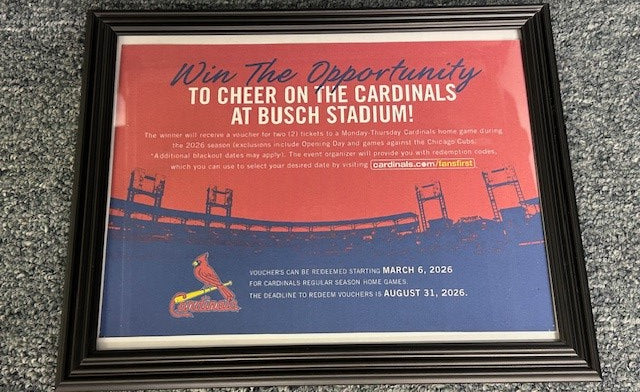 Win The Opportunity
TO CHEER ON THE CARDINALS
AT BUSCH STADIUM!
The winner will receive a voucher for two (2) tickets to a Monday-Thursday Cardinals home game during
the 2026 season (exclusions include Opening Day and games against the Chicago Cubs.
*Additional blackout dates may apply). The event organizer will provide you with redemption codes,
which you can use to select your desired date by visiting cardinals.com/fansfirst
VOUCHERS CAN BE REDEEMED STARTING MARCH 6, 2026
FOR CARDINALS REGULAR SEASON HOME GAMES.
THE DEADLINE TO REDEEM VOUCHERS IS AUGUST 31, 2026.
Cardinals